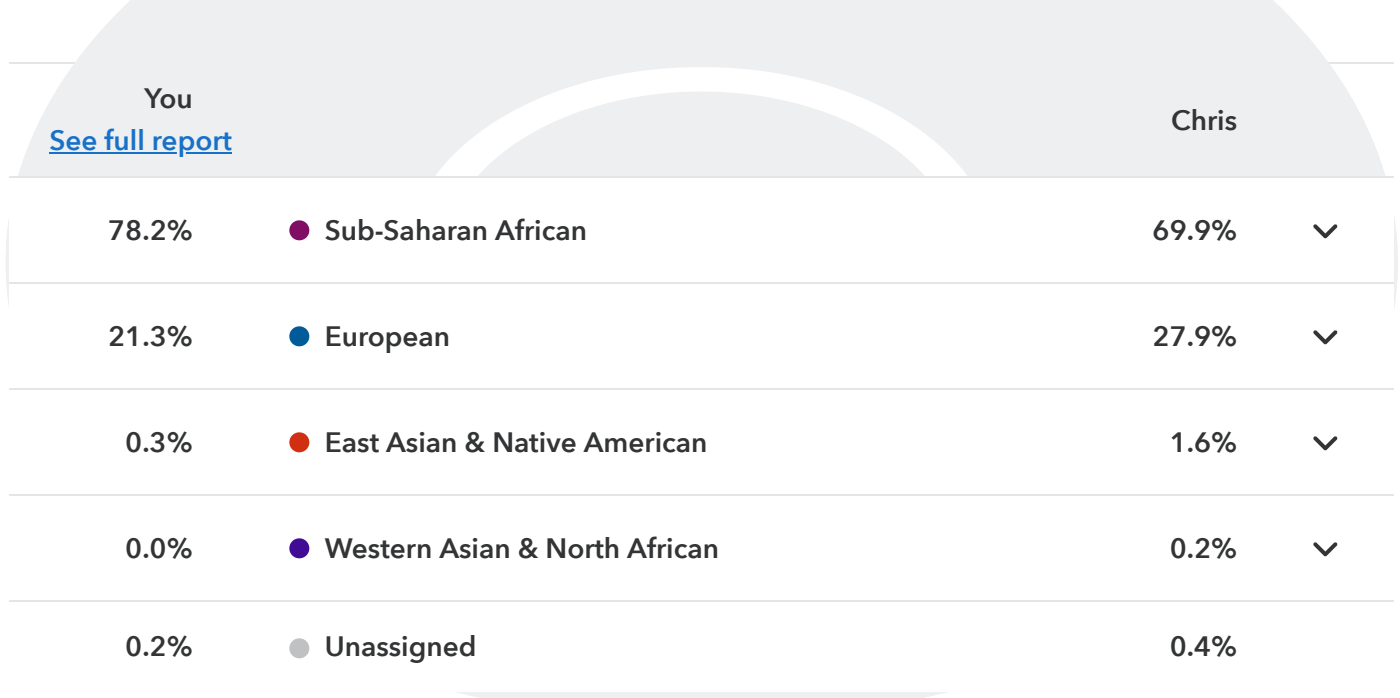 You
Chris
See full report
78.2% Sub-Saharan African 69.9%
21.3% European 27.9%
0.3% East Asian & Native American 1.6%
0.0% Western Asian & North African 0.2%
0.2% Unassigned 0.4%